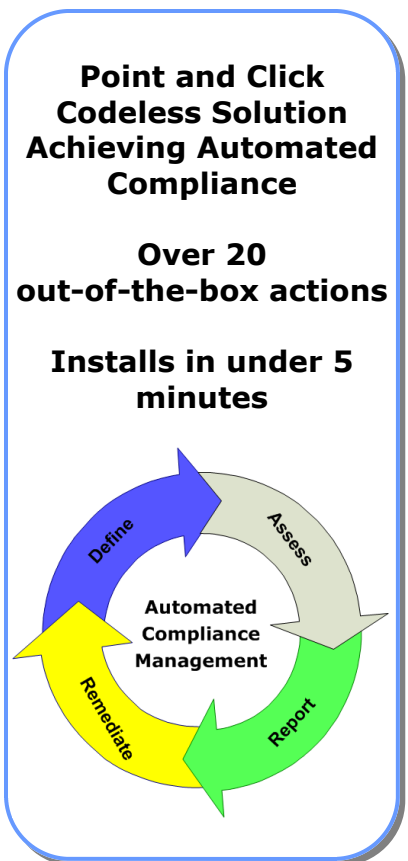 Point and Click
Codeless Solution
Achieving Automated
Compliance
Over 20
out-of-the-box actions
Installs in under 5
minutes
Define
Assess
Automated
Compliance
Management
Remediate
Report